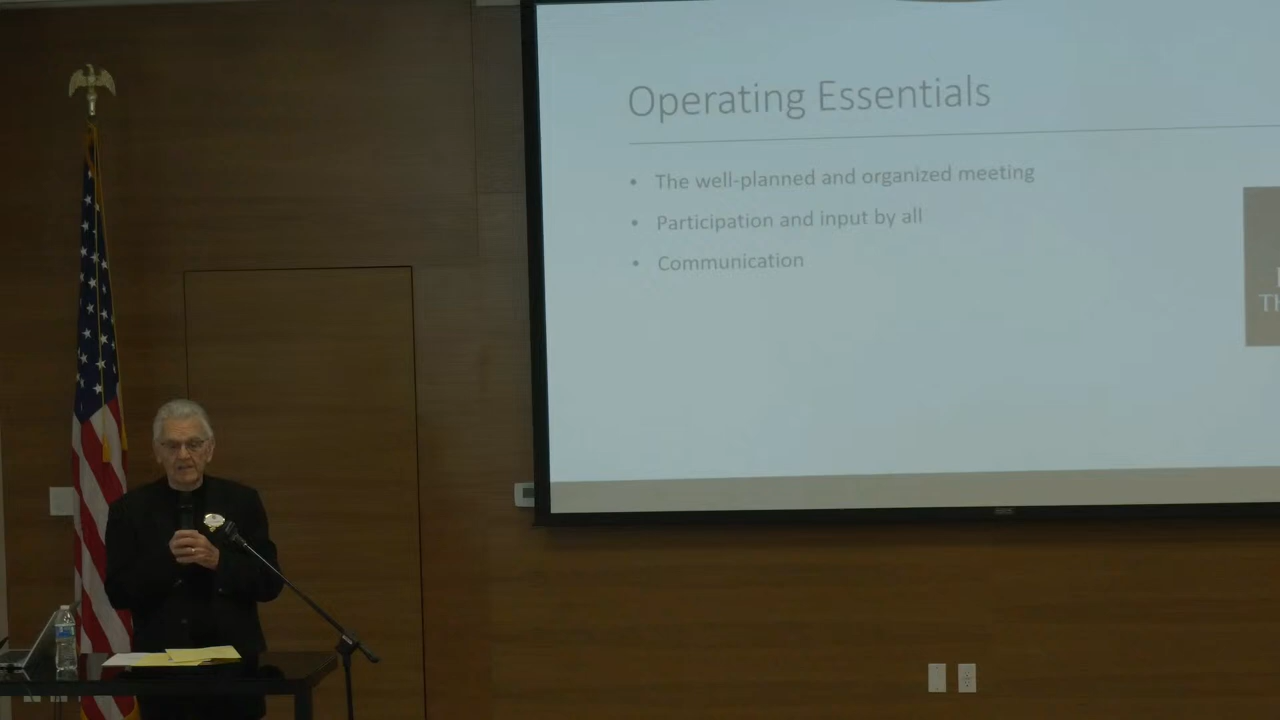 Operating Essentials
• The well-planned and organized meeting
• Participation and input by all
• Communication